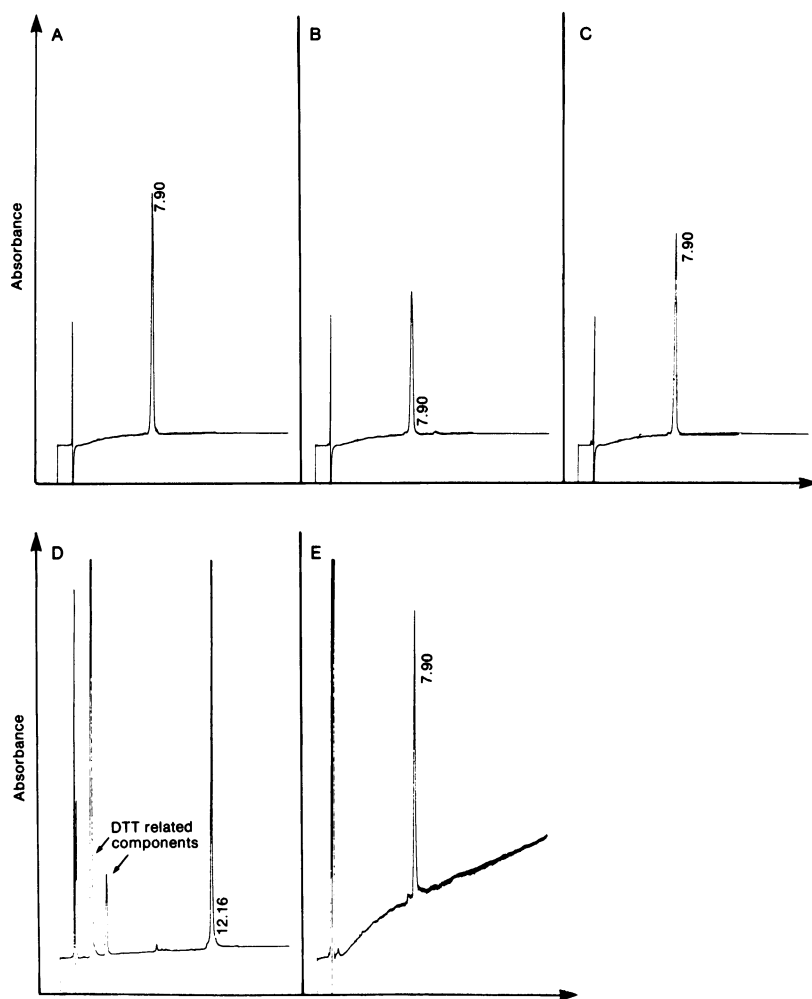 A
B
C
Absorbance
7.90
7.90
7.90
D
E
Absorbance
DTT related
components
12.16
7.90